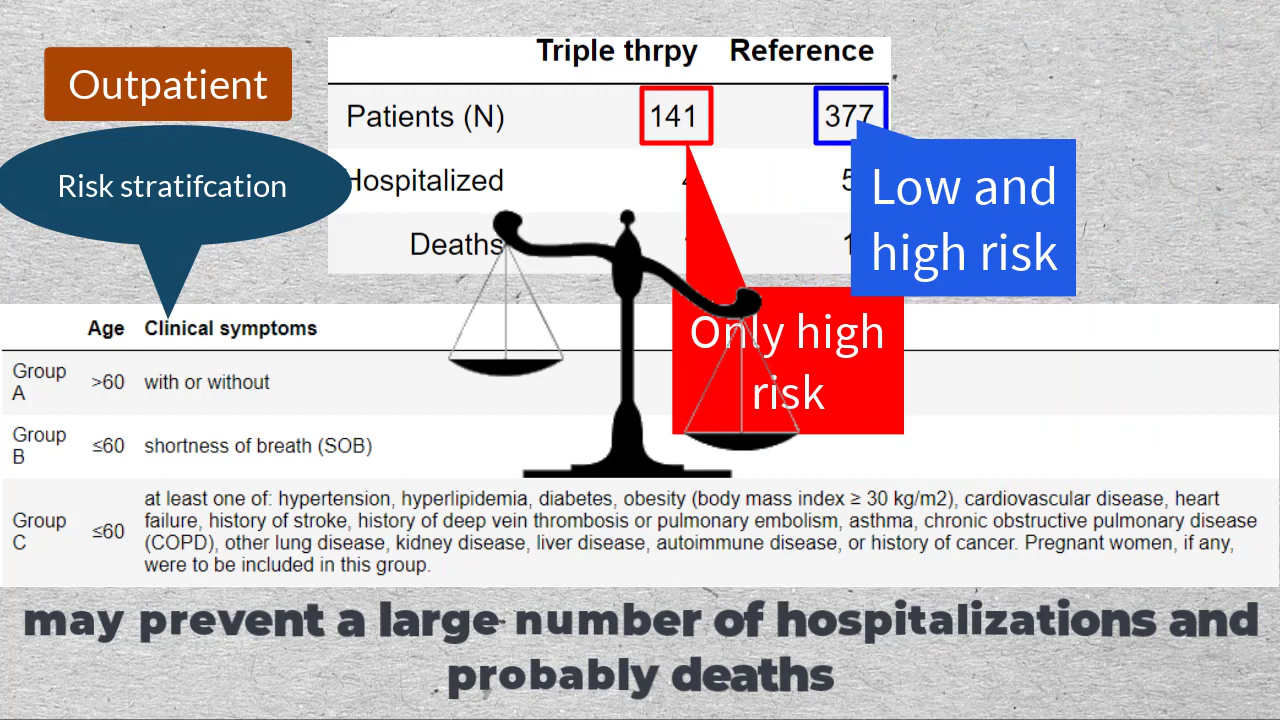 Outpatient
Risk stratifcation
Triple thrpy Reference
Patients (N) 141 377
Hospitalized
Deaths
Low and
high risk
Only high
risk
Age Clinical symptoms
Group
A
>60 with or without
Group
B
≤60 shortness of breath (SOB)
Group
C
≤60
at least one of: hypertension, hyperlipidemia, diabetes, obesity (body mass index ≥ 30 kg/m2), cardiovascular disease, heart
failure, history of stroke, history of deep vein thrombosis or pulmonary embolism, asthma, chronic obstructive pulmonary disease
(COPD), other lung disease, kidney disease, liver disease, autoimmune disease, or history of cancer. Pregnant women, if any,
were to be included in this group.
may prevent a large number of hospitalizations and
probably deaths